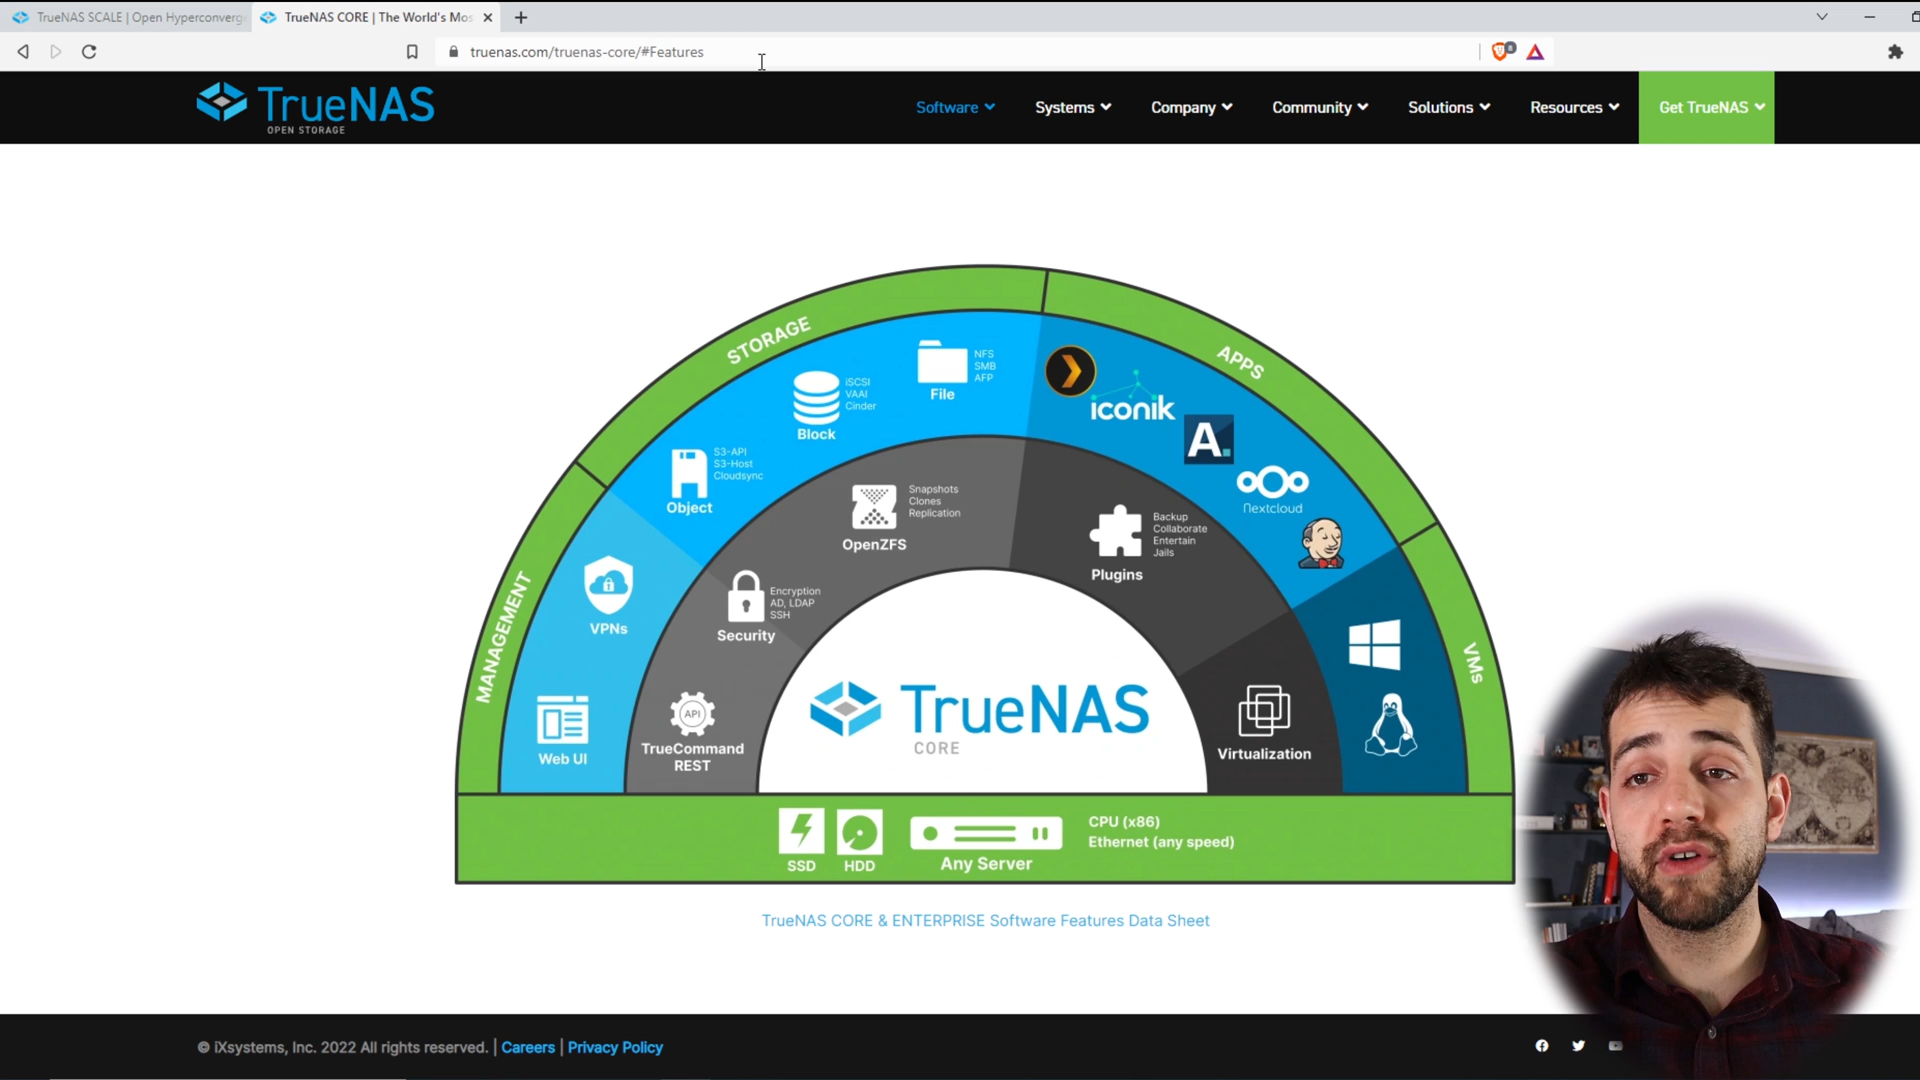 TrueNAS SCALE | Open Hyperconverg
TrueNAS CORE | The World's Mos
truenas.com/truenas-core/#Features
8
TrueNAS
OPEN STORAGE
Software
Systems
Company
Community
Solutions
Resources
Get TrueNAS
STORAGE
APPS
MANAGEMENT
VMs
File
NFS
SMB
AFP
Block
iSCSI
VAAI
Cinder
Object
S3-API
S3-Host
Cloudsync
VPNs
Web UI
iconik
A.
nextcloud
OpenZFS
Snapshots
Clones
Replication
Security
Encryption
AD, LDAP
SSH
API
TrueCommand
REST
Plugins
Backup
Collaborate
Entertain
Jails
Virtualization
TrueNAS
CORE
SSD
HDD
Any Server
CPU (x86)
Ethernet (any speed)
TrueNAS CORE & ENTERPRISE Software Features Data Sheet
© iXsystems, Inc. 2022 All rights reserved. | Careers | Privacy Policy